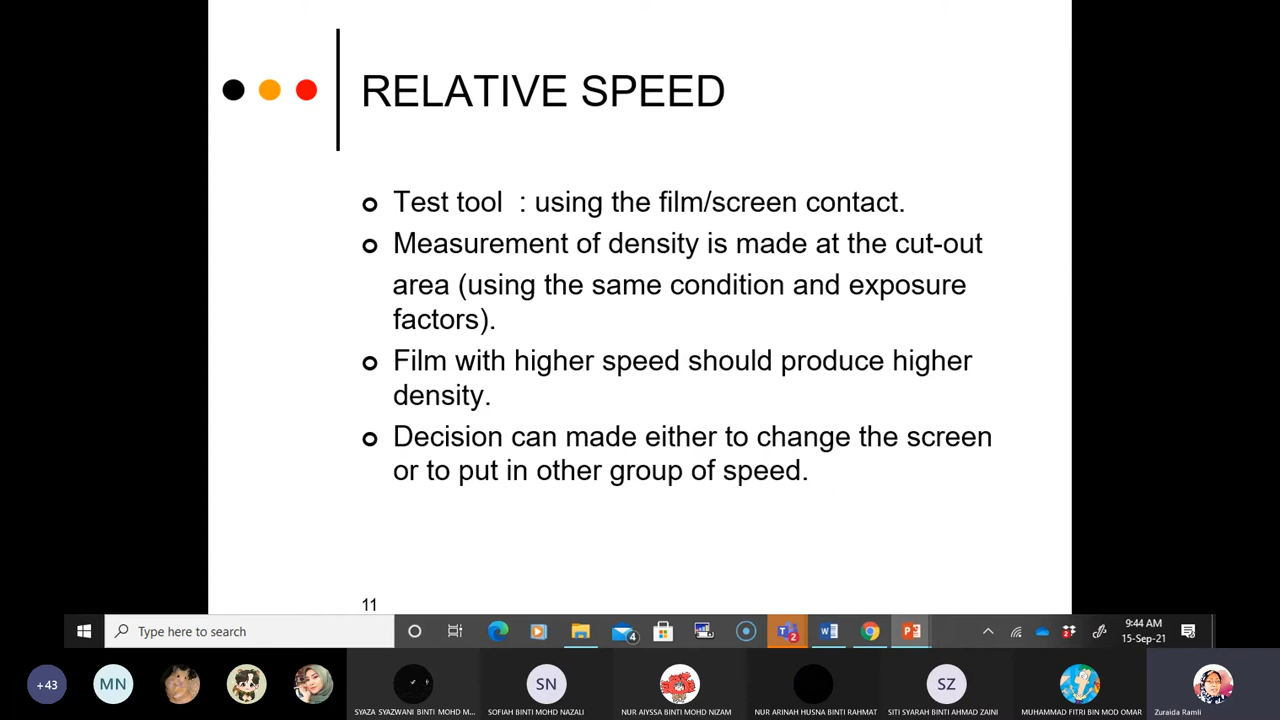 RELATIVE SPEED
Test tool : using the film/screen contact.
Measurement of density is made at the cut-out
area (using the same condition and exposure
factors).
Film with higher speed should produce higher
density.
Decision can made either to change the screen
or to put in other group of speed.
11
Type here to search
4
2
2
9:44 AM
15-Sep-21
+43
MN
SYAZA SYAZWANI BINTI MOHD M...
SN
SOFIAH BINTI MOHD NAZALI
NUR AIYSSA BINTI MOHD NIZAM
NUR ARINAH HUSNA BINTI RAHMAT
SZ
SITI SYARAH BINTI AHMAD ZAINI
MUHAMMAD FITRI BIN MOD OMAR
Zuraida Ramli